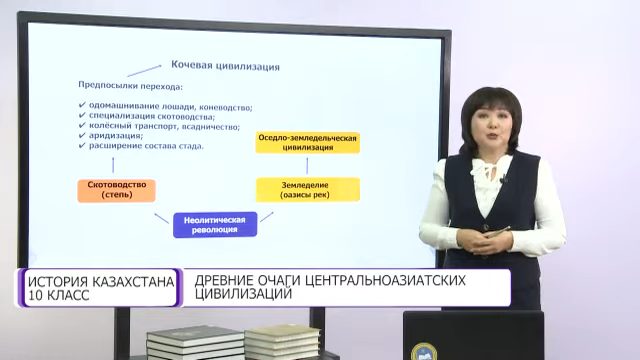 Кочевая цивилизация
Предпосылки перехода:
✓ одомашнивание лошади, коневодство;
✓ специализация скотоводства;
✓ колёсный транспорт, всадничество;
✓ аридизация;
✓ расширение состава стада.
Оседло-земледельческая
цивилизация
Скотоводство
(степь)
Земледелие
(оазисы рек)
Неолитическая
революция
ИСТОРИЯ КАЗАХСТАНА
10 КЛАСС
ДРЕВНИЕ ОЧАГИ ЦЕНТРАЛЬНОАЗИАТСКИХ
ЦИВИЛИЗАЦИЙ